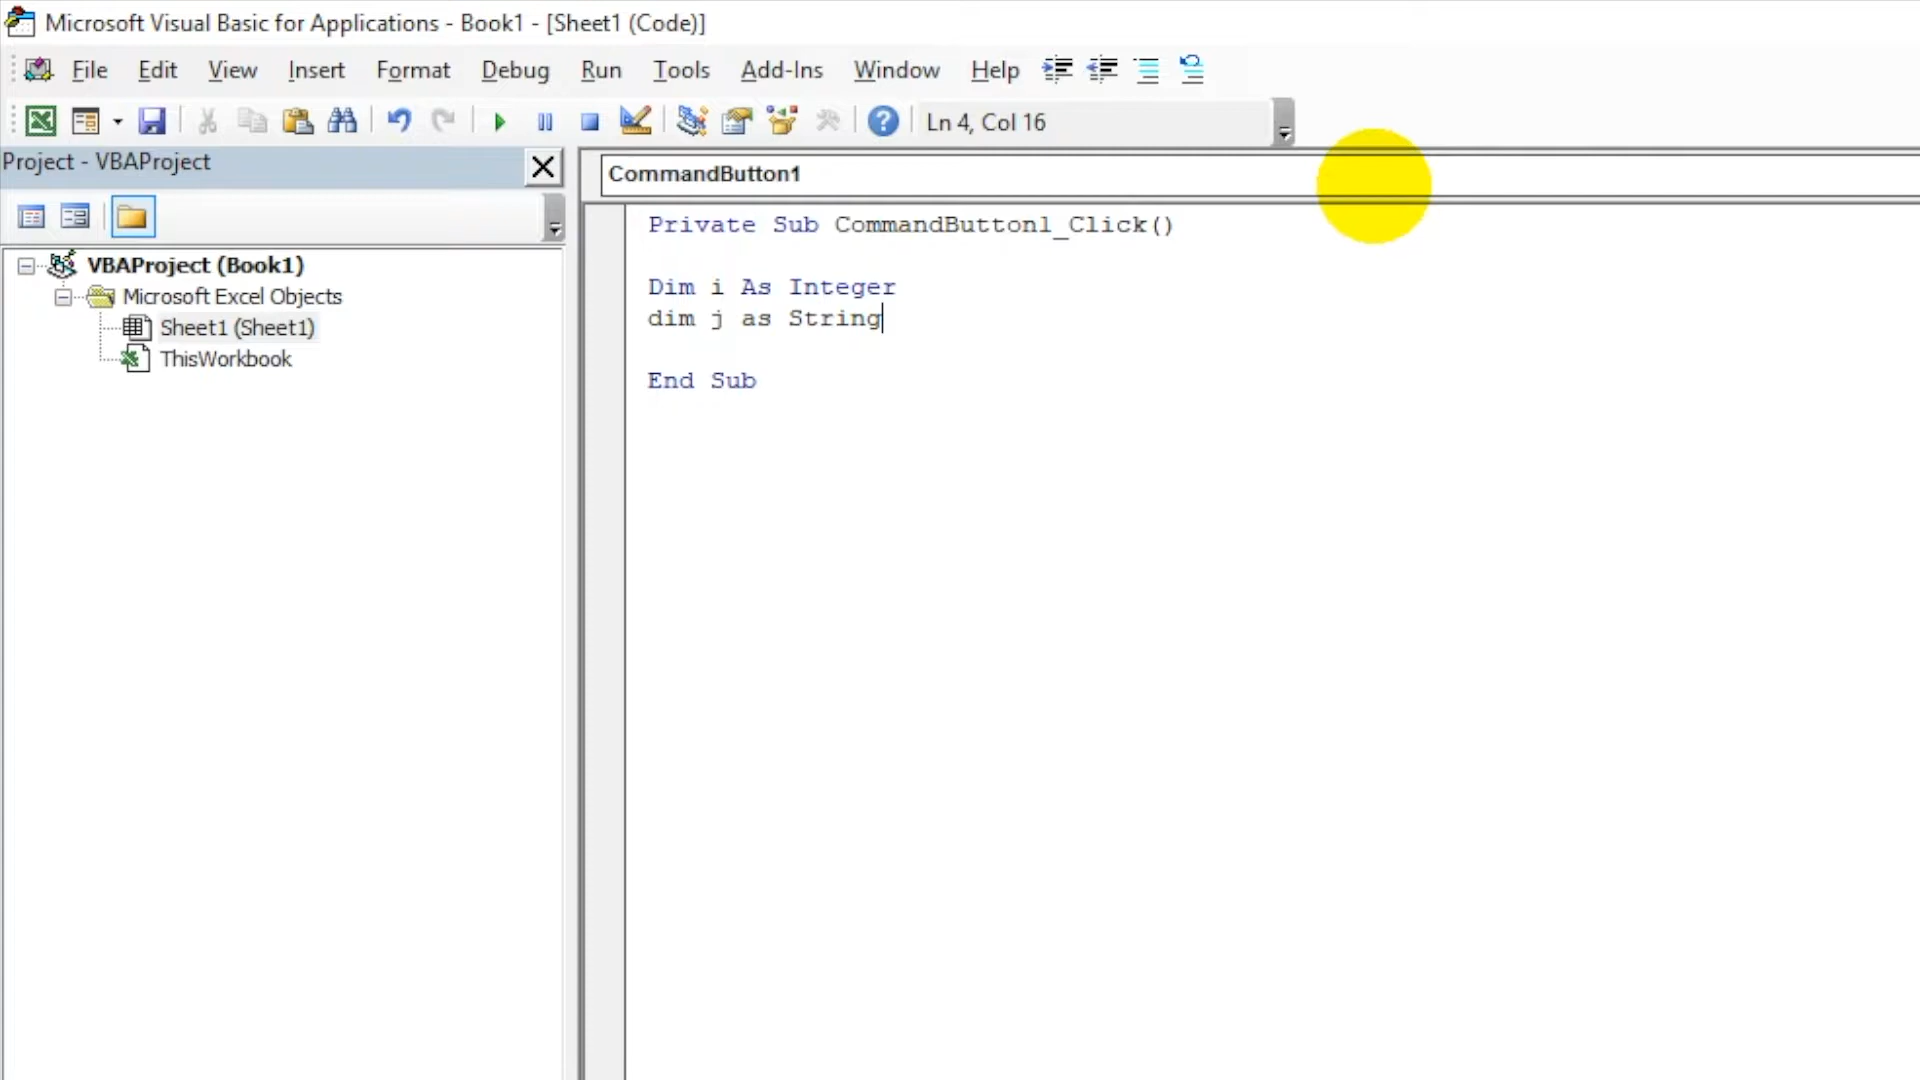 Microsoft Visual Basic for Applications - Book1 - [Sheet1 (Code)]
File Edit View Insert Format Debug Run Tools Add-Ins Window Help
Ln 4, Col 16
Project - VBAProject
CommandButton1
VBAProject (Book1)
Microsoft Excel Objects
Sheet1 (Sheet1)
ThisWorkbook
Private Sub CommandButton1_Click()
Dim i As Integer
dim j as String
End Sub